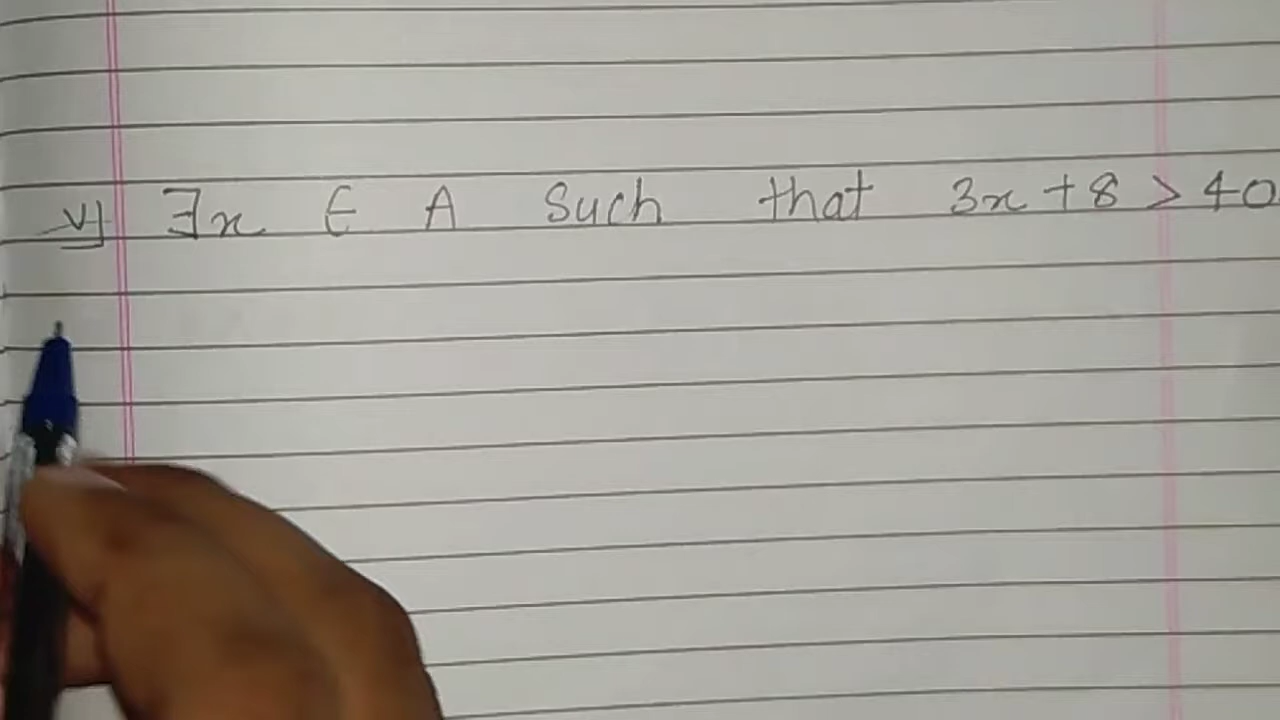 v] ∃x ∈ A Such that 3x + 8 > 40